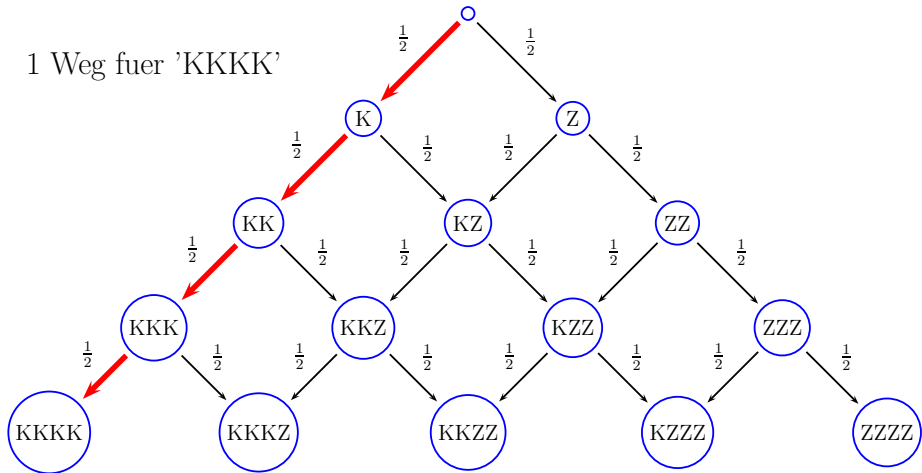 1/2 1/2
1 Weg fuer 'KKKK'
K Z
1/2 1/2 1/2 1/2
KK KZ ZZ
1/2 1/2 1/2 1/2 1/2 1/2
KKK KKZ KZZ ZZZ
1/2 1/2 1/2 1/2 1/2 1/2 1/2 1/2
KKKK KKKZ KKZZ KZZZ ZZZZ